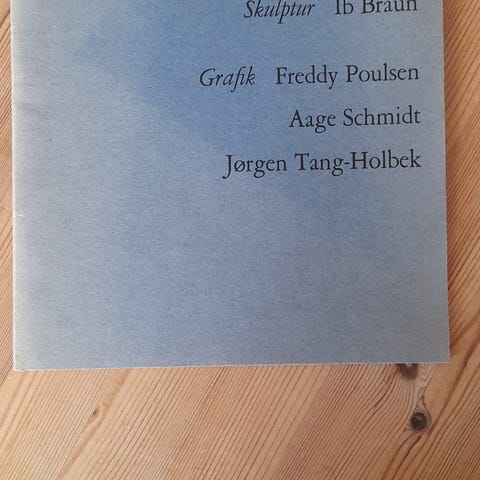 Skulptur Ib Braun
Grafik Freddy Poulsen
Aage Schmidt
Jørgen Tang-Holbek